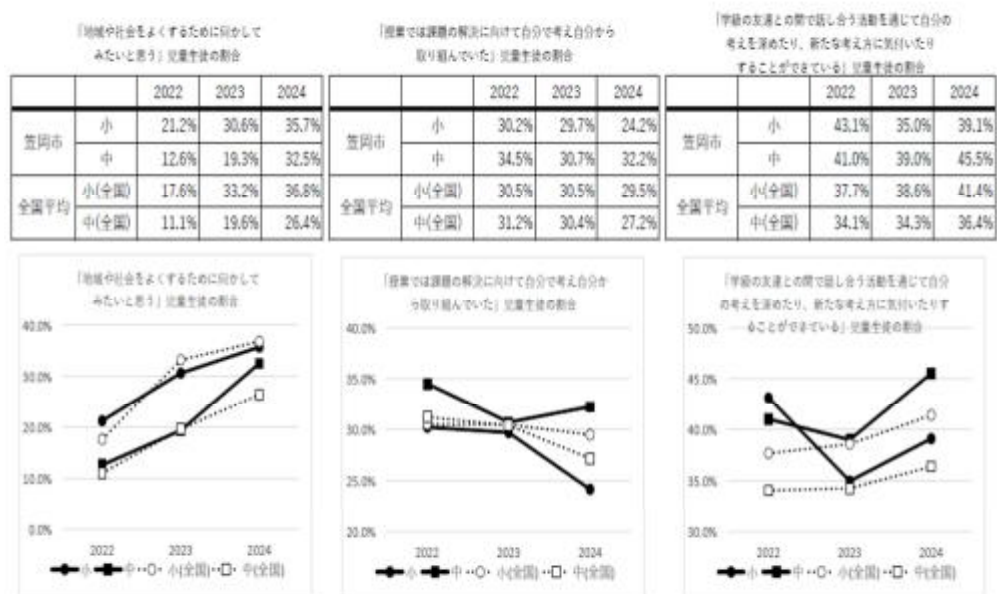 「地域や社会をよくするために何かして
みたいと思う」児童生徒の割合
2022 2023 2024
笠岡市 小 21.2% 30.6% 35.7%
中 12.6% 19.3% 32.5%
全国平均 小(全国) 17.6% 33.2% 36.8%
中(全国) 11.1% 19.6% 26.4%
「授業では課題の解決に向けて自分で考え自分から
取り組んでいた」児童生徒の割合
2022 2023 2024
笠岡市 小 30.2% 29.7% 24.2%
中 34.5% 30.7% 32.2%
全国平均 小(全国) 30.5% 30.5% 29.5%
中(全国) 31.2% 30.4% 27.2%
「学級の友達との間で話し合う活動を通じて自分の
考えを深めたり、新たな考え方に気付いたり
することができている」児童生徒の割合
2022 2023 2024
笠岡市 小 43.1% 35.0% 39.1%
中 41.0% 39.0% 45.5%
全国平均 小(全国) 37.7% 38.6% 41.4%
中(全国) 34.1% 34.3% 36.4%
「地域や社会をよくするために何かして
みたいと思う」児童生徒の割合
40.0%
30.0%
20.0%
10.0%
0.0%
2022 2023 2024
小 中 小(全国) 中(全国)
「授業では課題の解決に向けて自分で考え自分か
ら取り組んでいた」児童生徒の割合
40.0%
35.0%
30.0%
25.0%
20.0%
2022 2023 2024
小 中 小(全国) 中(全国)
「学級の友達との間で話し合う活動を通じて自分
の考えを深めたり、新たな考え方に気付いたりす
ることができている」児童生徒の割合
50.0%
45.0%
40.0%
35.0%
30.0%
2022 2023 2024
小 中 小(全国) 中(全国)